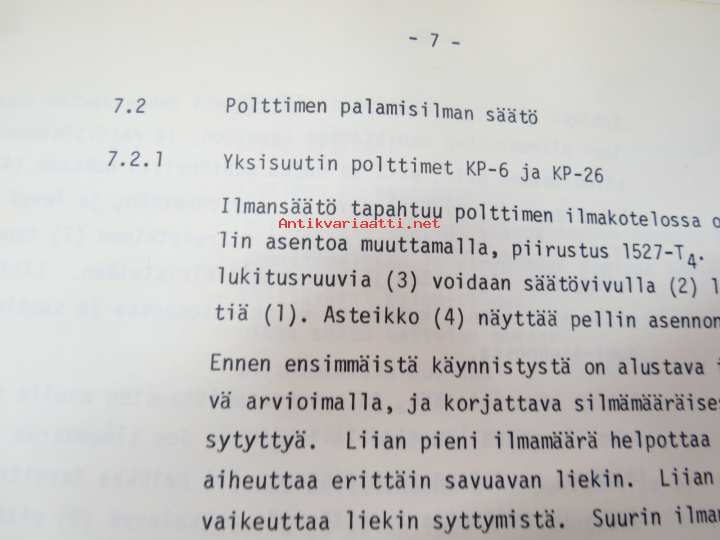 - 7 -
7.2 Polttimen palamisilman säätö
7.2.1 Yksisuutin polttimet KP-6 ja KP-26
Ilmansäätö tapahtuu polttimen ilmakotelossa o
Antikvariaatti.net
lin asentoa muuttamalla, piirustus 1527-T4.
lukitusruuvia (3) voidaan säätövivulla (2) l
tiä (1). Asteikko (4) näyttää pellin asennon
Ennen ensimmäistä käynnistystä on alustava i
vä arvioimalla, ja korjattava silmämääräises
sytyttyä. Liian pieni ilmamäärä helpottaa
aiheuttaa erittäin savuavan liekin. Liian
vaikeuttaa liekin syttymistä. Suurin ilman